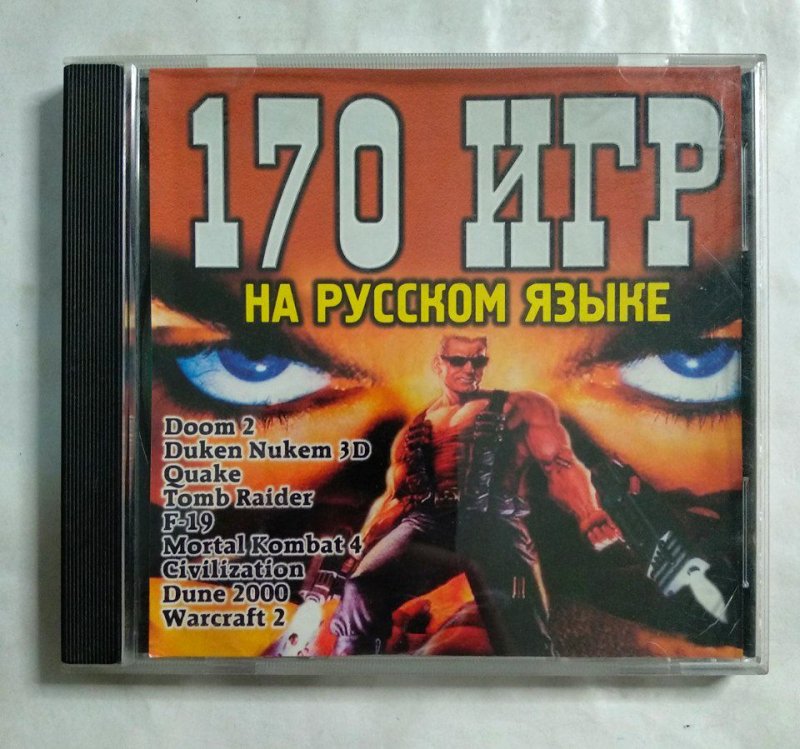 170 ИГР
НА РУССКОМ ЯЗЫКЕ
Doom 2
Duken Nukem 3D
Quake
Tomb Raider
F-19
Mortal Kombat 4
Civilization
Dune 2000
Warcraft 2